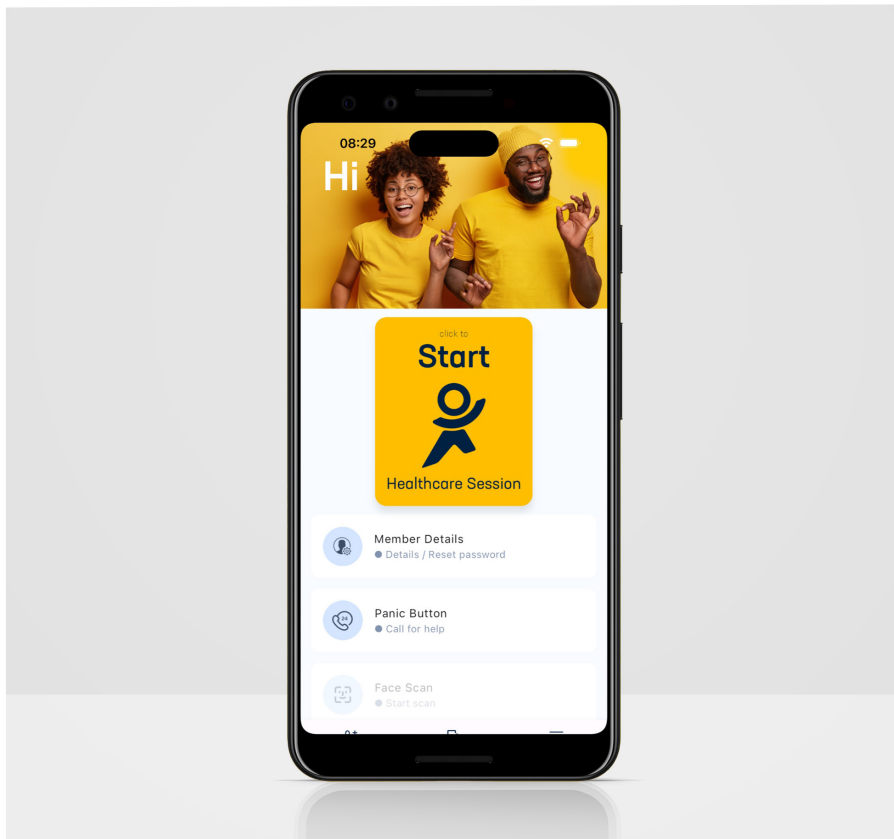 08:29
Hi
click to
Start
Healthcare Session
Member Details
Details / Reset password
24
Panic Button
Call for help
Face Scan
Start scan